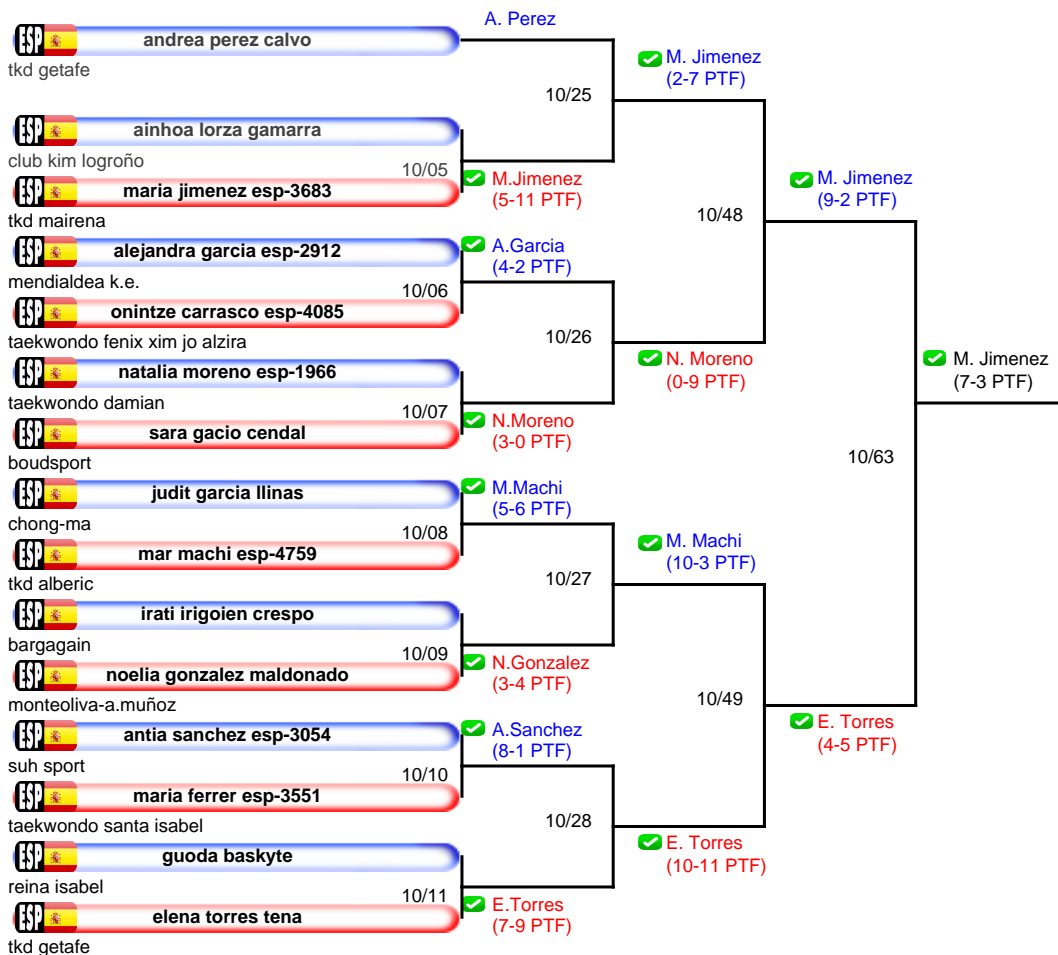 A. Perez
ESP andrea perez calvo
tkd getafe
M. Jimenez
(2-7 PTF)
10/25
ESP ainhoa lorza gamarra
club kim logroño
10/05
M.Jimenez
(5-11 PTF)
ESP maria jimenez esp-3683
tkd mairena
M. Jimenez
(9-2 PTF)
10/48
ESP alejandra garcia esp-2912
mendialdea k.e.
A.Garcia
(4-2 PTF)
10/06
ESP onintze carrasco esp-4085
taekwondo fenix xim jo alzira
10/26
N. Moreno
(0-9 PTF)
ESP natalia moreno esp-1966
taekwondo damian
10/07
N.Moreno
(3-0 PTF)
ESP sara gacio cendal
boudsport
M. Jimenez
(7-3 PTF)
10/63
ESP judit garcia llinas
chong-ma
M.Machi
(5-6 PTF)
10/08
ESP mar machi esp-4759
tkd alberic
M. Machi
(10-3 PTF)
10/27
ESP irati irigoien crespo
bargagain
10/09
N.Gonzalez
(3-4 PTF)
ESP noelia gonzalez maldonado
monteoliva-a.muñoz
10/49
E. Torres
(4-5 PTF)
ESP antia sanchez esp-3054
suh sport
A.Sanchez
(8-1 PTF)
10/10
ESP maria ferrer esp-3551
taekwondo santa isabel
10/28
E. Torres
(10-11 PTF)
ESP guoda baskyte
reina isabel
10/11
E.Torres
(7-9 PTF)
ESP elena torres tena
tkd getafe